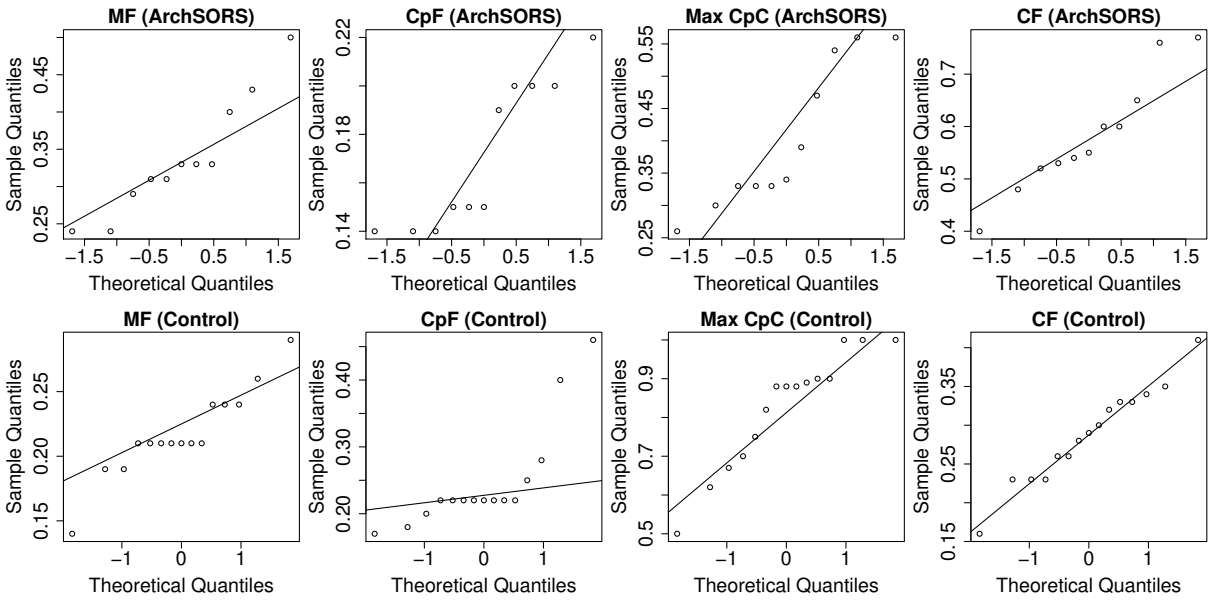 MF (ArchSORS)
Sample Quantiles
0.25 0.35 0.45
−1.5 −0.5 0.5 1.5
Theoretical Quantiles
CpF (ArchSORS)
Sample Quantiles
0.14 0.18 0.22
−1.5 −0.5 0.5 1.5
Theoretical Quantiles
Max CpC (ArchSORS)
Sample Quantiles
0.25 0.35 0.45 0.55
−1.5 −0.5 0.5 1.5
Theoretical Quantiles
CF (ArchSORS)
Sample Quantiles
0.4 0.5 0.6 0.7
−1.5 −0.5 0.5 1.5
Theoretical Quantiles
MF (Control)
Sample Quantiles
0.15 0.20 0.25
−1 0 1
Theoretical Quantiles
CpF (Control)
Sample Quantiles
0.20 0.30 0.40
−1 0 1
Theoretical Quantiles
Max CpC (Control)
Sample Quantiles
0.5 0.7 0.9
−1 0 1
Theoretical Quantiles
CF (Control)
Sample Quantiles
0.15 0.25 0.35
−1 0 1
Theoretical Quantiles